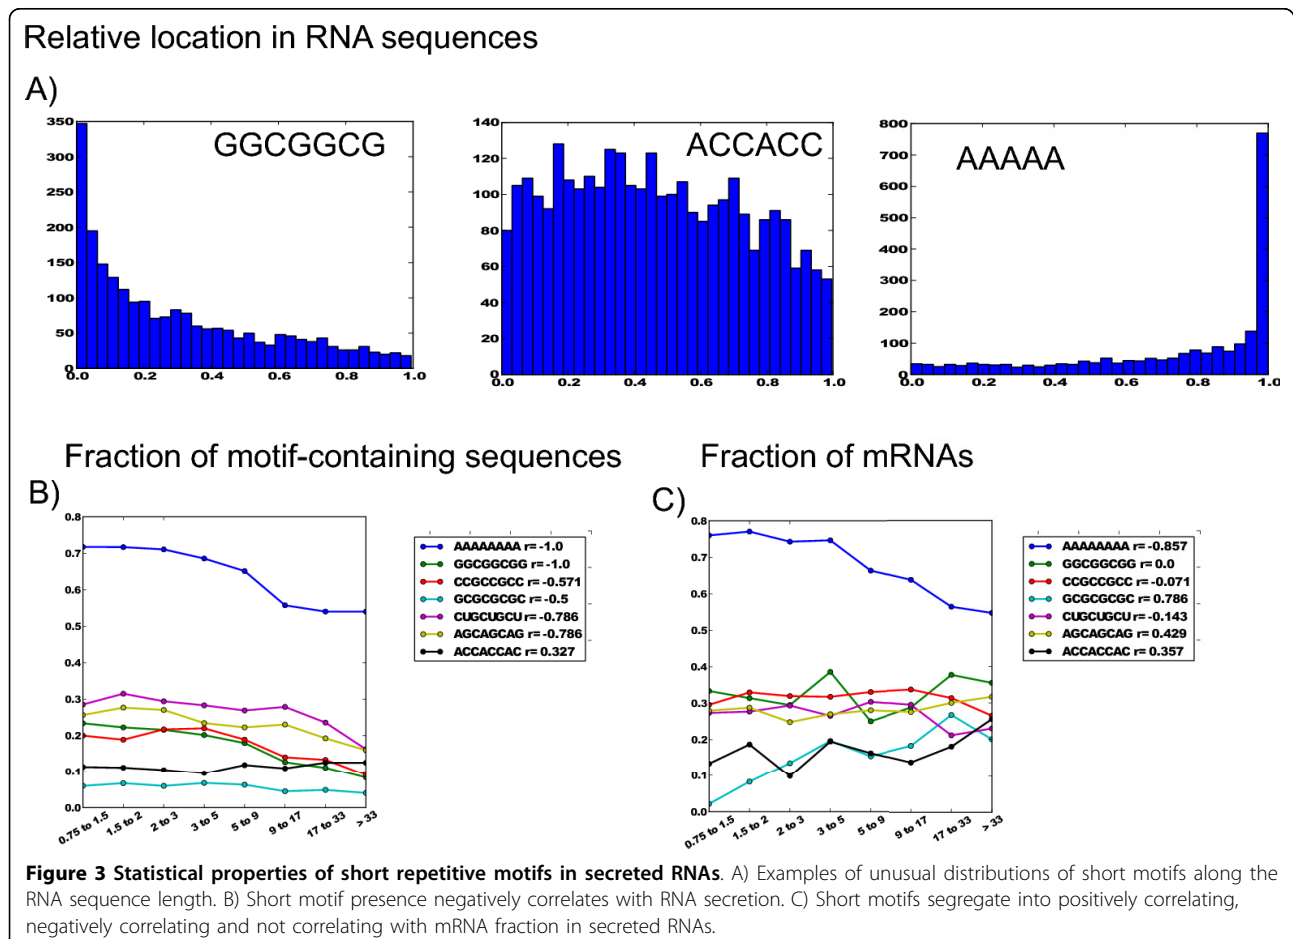 Relative location in RNA sequences
A)
GGCGGCG
350
300
250
200
150
100
50
0
0.0 0.2 0.4 0.6 0.8 1.0
ACCACC
140
120
100
80
60
40
20
0
0.0 0.2 0.4 0.6 0.8 1.0
AAAAA
800
700
600
500
400
300
200
100
0
0.0 0.2 0.4 0.6 0.8 1.0
Fraction of motif-containing sequences
B)
0.8
0.7
0.6
0.5
0.4
0.3
0.2
0.1
0.0
0.75 to 1.5 1.5 to 2 2 to 3 3 to 5 5 to 9 9 to 17 17 to 33 > 33
AAAAAAAA r= -1.0
GGCGGCGG r= -1.0
CCGCCGCC r= -0.571
GCGCGCGC r= -0.5
CUGCUGCU r= -0.786
AGCAGCAG r= -0.786
ACCACCAC r= 0.327
Fraction of mRNAs
C)
0.8
0.7
0.6
0.5
0.4
0.3
0.2
0.1
0.0
0.75 to 1.5 1.5 to 2 2 to 3 3 to 5 5 to 9 9 to 17 17 to 33 > 33
AAAAAAAA r= -0.857
GGCGGCGG r= 0.0
CCGCCGCC r= -0.071
GCGCGCGC r= 0.786
CUGCUGCU r= -0.143
AGCAGCAG r= 0.429
ACCACCAC r= 0.357
Figure 3 Statistical properties of short repetitive motifs in secreted RNAs. A) Examples of unusual distributions of short motifs along the
RNA sequence length. B) Short motif presence negatively correlates with RNA secretion. C) Short motifs segregate into positively correlating,
negatively correlating and not correlating with mRNA fraction in secreted RNAs.